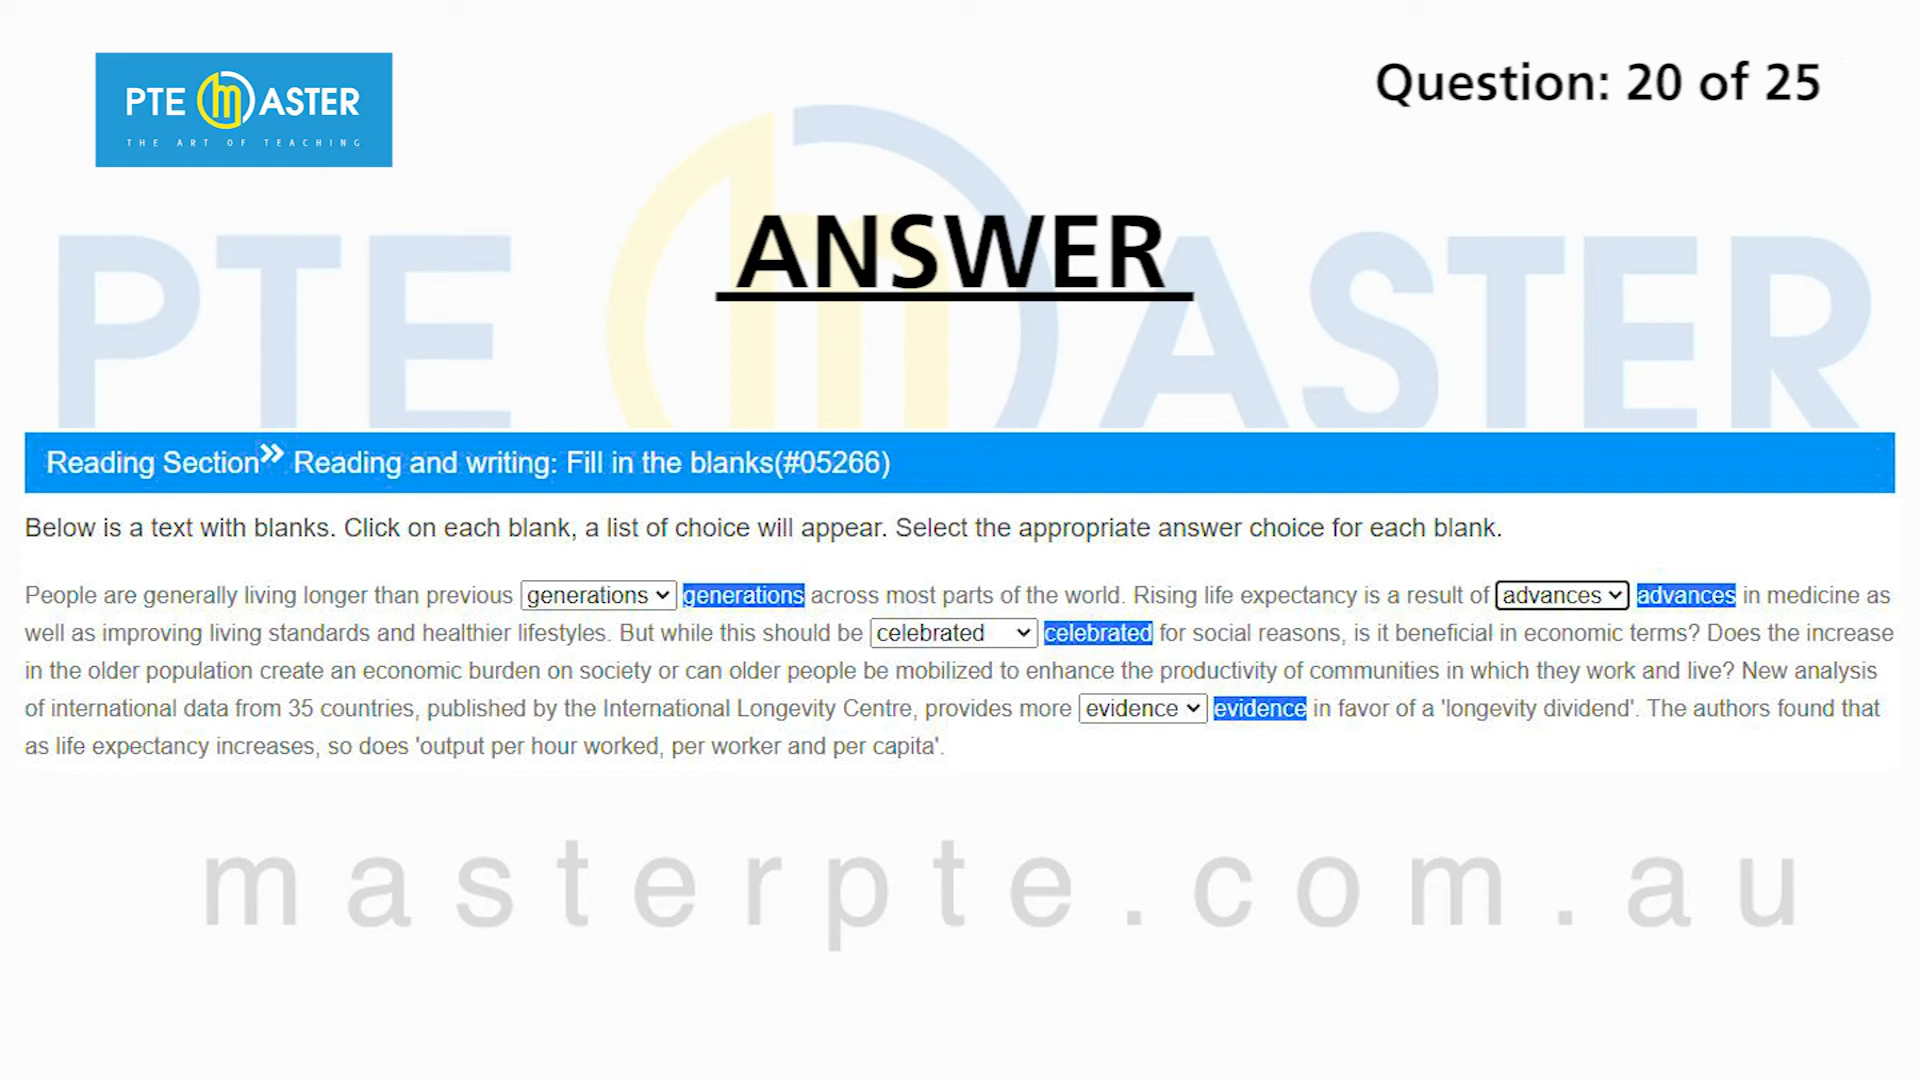 PTE MASTER
THE ART OF TEACHING
Question: 20 of 25
PTE MASTER
ANSWER
Reading Section» Reading and writing: Fill in the blanks(#05266)
Below is a text with blanks. Click on each blank, a list of choice will appear. Select the appropriate answer choice for each blank.
People are generally living longer than previous generations generations across most parts of the world. Rising life expectancy is a result of advances advances in medicine as
well as improving living standards and healthier lifestyles. But while this should be celebrated celebrated for social reasons, is it beneficial in economic terms? Does the increase
in the older population create an economic burden on society or can older people be mobilized to enhance the productivity of communities in which they work and live? New analysis
of international data from 35 countries, published by the International Longevity Centre, provides more evidence evidence in favor of a 'longevity dividend'. The authors found that
as life expectancy increases, so does 'output per hour worked, per worker and per capita'.
masterpte.com.au